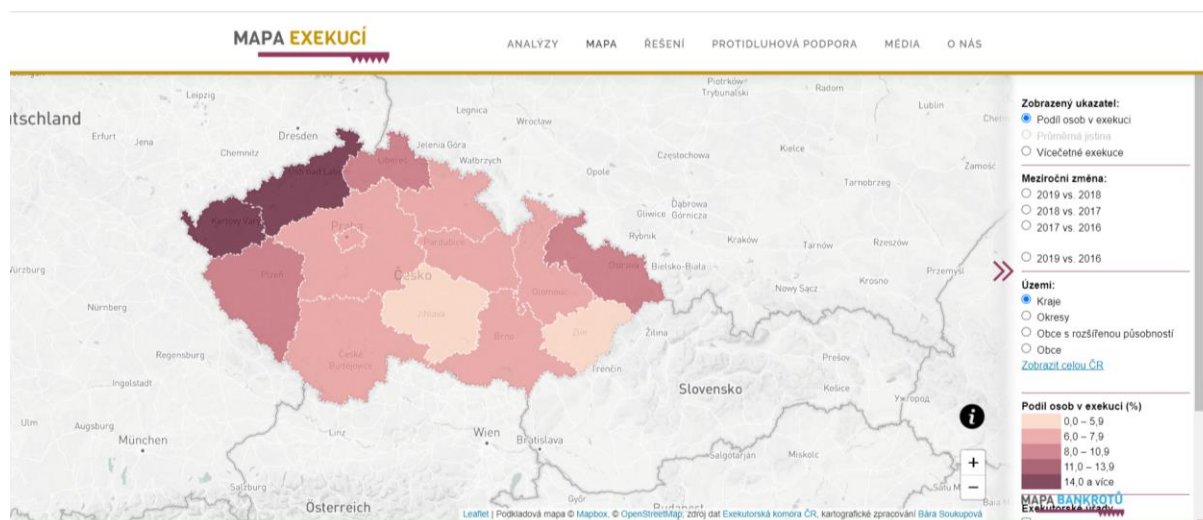 MAPA EXEKUCÍ
ANALÝZY MAPA ŘEŠENÍ PROTIDLUHOVÁ PODPORA MÉDIA O NÁS
Piotrków
Trybunalski
Radom
Leipzig
Legnica
Wrocław
Lublin
utschland
Erfurt
Jena
Dresden
Chemnitz
Jelenia Góra
Wałbrzych
Liberec
Częstochowa
Kielce
Zamość
Opole
Tarnobrzeg
Karlovy Vary
Praha
Pardubice
Dąbrowa
Górnicza
Gliwice
Rybnik
Kraków
Tarnów
Rzeszów
Würzburg
Plzeň
Česko
Ostrava
Bielsko-Biała
Przemyśl
Nowy Sącz
Krosno
Nürnberg
Jihlava
Olomouc
Brno
Zlín
Žilina
Regensburg
České
Budějovice
Trenčín
Prešov
Ingolstadt
Slovensko
Košice
Ужгород
Ulm
Augsburg
München
Linz
Wien
Bratislava
Salgótarján
Miskolc
Salzburg
Győr
Österreich
Budapest
i
+
−
Leaflet | Podkladová mapa © Mapbox, © OpenStreetMap, zdroj dat Exekutorská komora ČR, kartografické zpracování Bára Soukupová
Zobrazený ukazatel:
Podíl osob v exekuci
Průměrná jistina
Vícečetné exekuce
Meziroční změna:
2019 vs. 2018
2018 vs. 2017
2017 vs. 2016
2019 vs. 2016
Území:
Kraje
Okresy
Obce s rozšířenou působností
Obce
Zobrazit celou ČR
Podíl osob v exekuci (%)
0,0 – 5,9
6,0 – 7,9
8,0 – 10,9
11,0 – 13,9
14,0 a více
MAPA BANKROTŮ
Exekutorské úřady